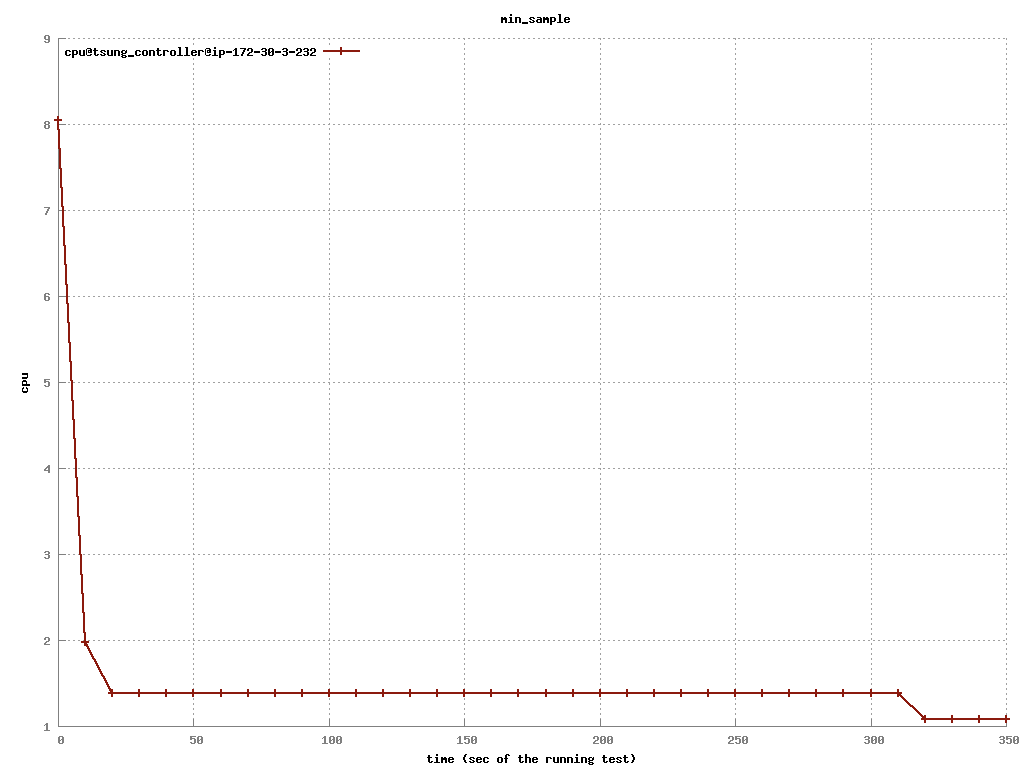 min_sample
cpu@tsung_controller@ip-172-30-3-232
9
8
7
6
5
4
3
2
1
cpu
0 50 100 150 200 250 300 350
time (sec of the running test)